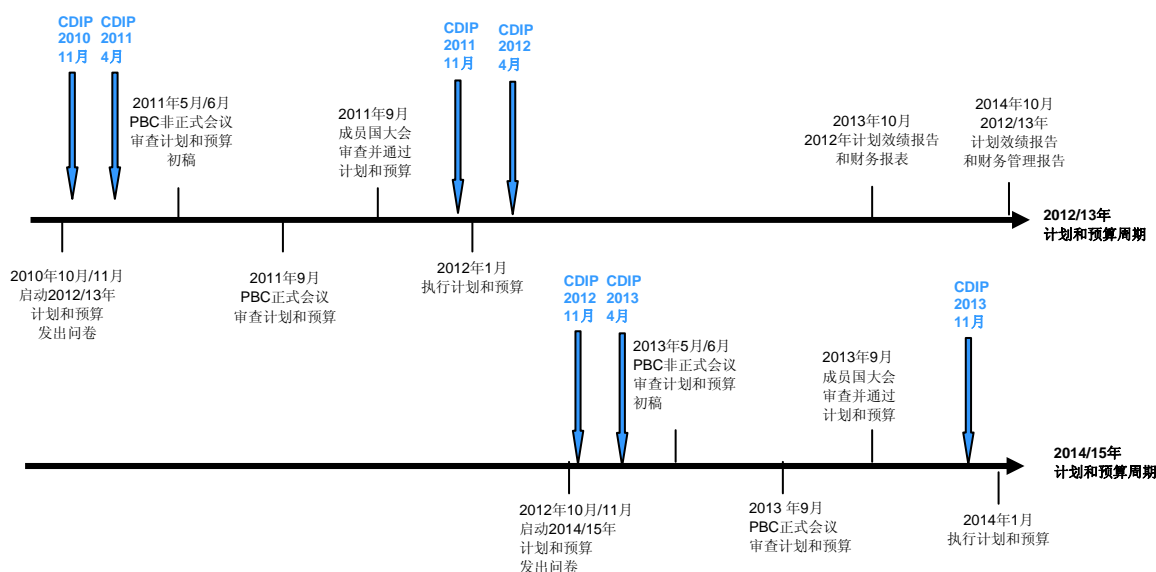 CDIP
2010
11月
CDIP
2011
4月
CDIP
2011
11月
CDIP
2012
4月
2011年5月/6月
PBC非正式会议
审查计划和预算
初稿
2011年9月
成员国大会
审查并通过
计划和预算
2013年10月
2012年计划效绩报告
和财务报表
2014年10月
2012/13年
计划效绩报告
和财务管理报告
2012/13年
计划和预算周期
2010年10月/11月
启动2012/13年
计划和预算
发出问卷
2011年9月
PBC正式会议
审查计划和预算
2012年1月
执行计划和预算
CDIP
2012
11月
CDIP
2013
4月
CDIP
2013
11月
2013年5月/6月
PBC非正式会议
审查计划和预算
初稿
2013年9月
成员国大会
审查并通过
计划和预算
2014/15年
计划和预算周期
2012年10月/11月
启动2014/15年
计划和预算
发出问卷
2013 年9月
PBC正式会议
审查计划和预算
2014年1月
执行计划和预算